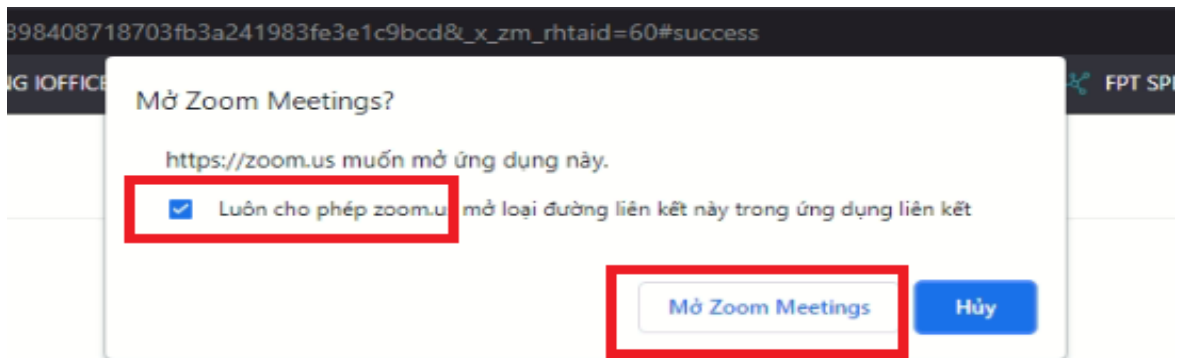 398408718703fb3a241983fe3e1c9bcd&_x_zm_rhtaid=60#success
NG IOFFICE
FPT SP
Mở Zoom Meetings?
https://zoom.us muốn mở ứng dụng này.
Luôn cho phép zoom.u mở loại đường liên kết này trong ứng dụng liên kết
Mở Zoom Meetings
Hủy